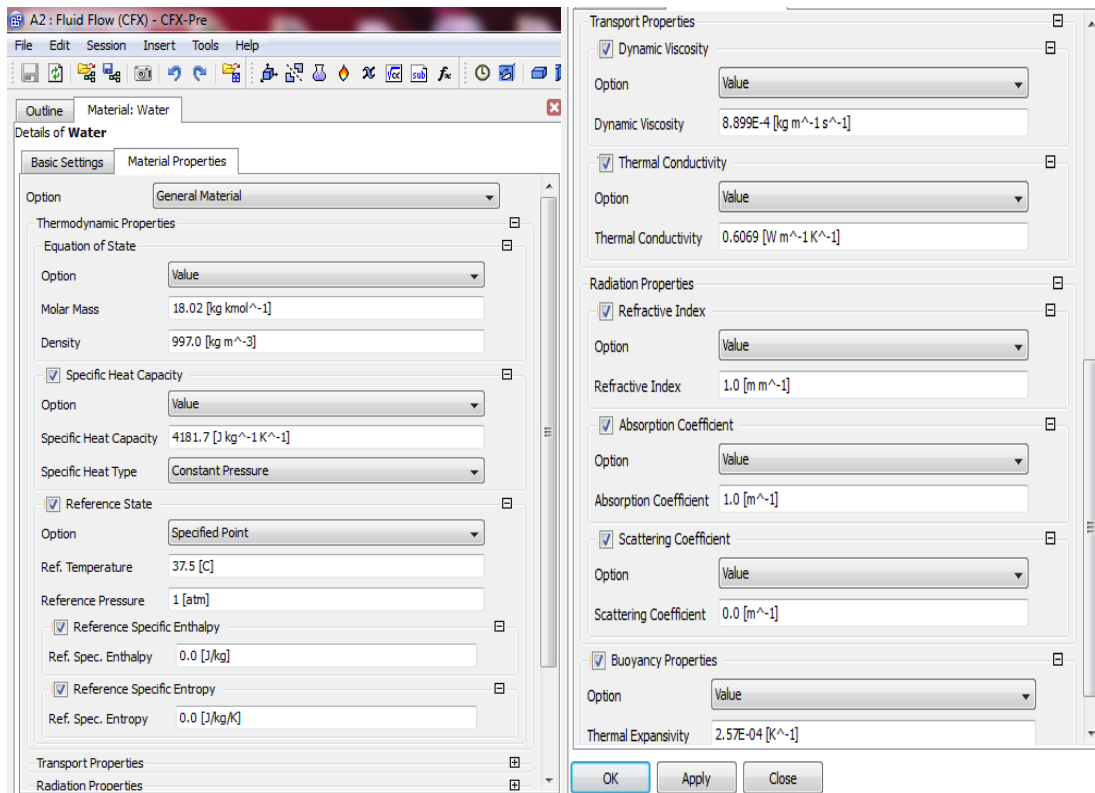 A2 : Fluid Flow (CFX) - CFX-Pre
File Edit Session Insert Tools Help
Outline Material: Water
Details of Water
Basic Settings Material Properties
Option General Material
Thermodynamic Properties
Equation of State
Option Value
Molar Mass 18.02 [kg kmol^-1]
Density 997.0 [kg m^-3]
Specific Heat Capacity
Option Value
Specific Heat Capacity 4181.7 [J kg^-1 K^-1]
Specific Heat Type Constant Pressure
Reference State
Option Specified Point
Ref. Temperature 37.5 [C]
Reference Pressure 1 [atm]
Reference Specific Enthalpy
Ref. Spec. Enthalpy 0.0 [J/kg]
Reference Specific Entropy
Ref. Spec. Entropy 0.0 [J/kg/K]
Transport Properties
Radiation Properties
Transport Properties
Dynamic Viscosity
Option Value
Dynamic Viscosity 8.899E-4 [kg m^-1 s^-1]
Thermal Conductivity
Option Value
Thermal Conductivity 0.6069 [W m^-1 K^-1]
Radiation Properties
Refractive Index
Option Value
Refractive Index 1.0 [m m^-1]
Absorption Coefficient
Option Value
Absorption Coefficient 1.0 [m^-1]
Scattering Coefficient
Option Value
Scattering Coefficient 0.0 [m^-1]
Buoyancy Properties
Option Value
Thermal Expansivity 2.57E-04 [K^-1]
OK Apply Close